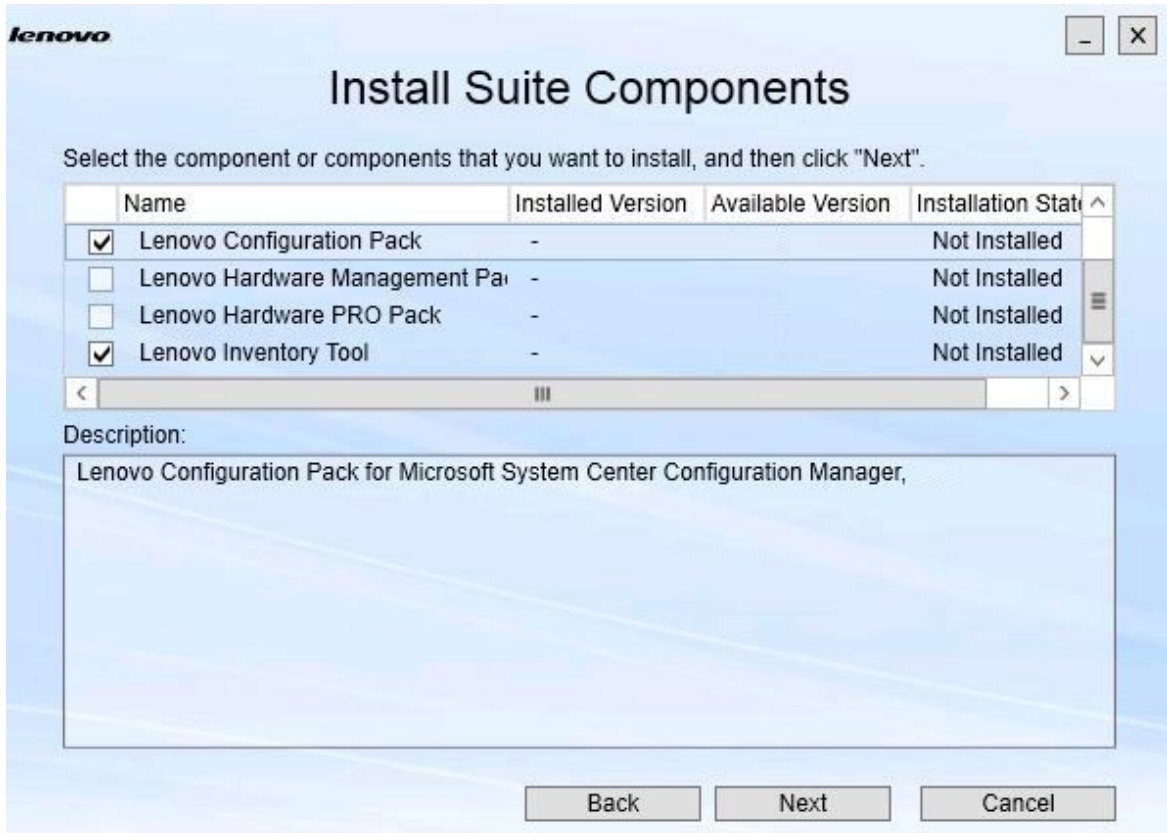 lenovo
Install Suite Components
Select the component or components that you want to install, and then click "Next".
Name Installed Version Available Version Installation State
Lenovo Configuration Pack - Not Installed
Lenovo Hardware Management Pa - Not Installed
Lenovo Hardware PRO Pack - Not Installed
Lenovo Inventory Tool - Not Installed
Description:
Lenovo Configuration Pack for Microsoft System Center Configuration Manager,
Back Next Cancel